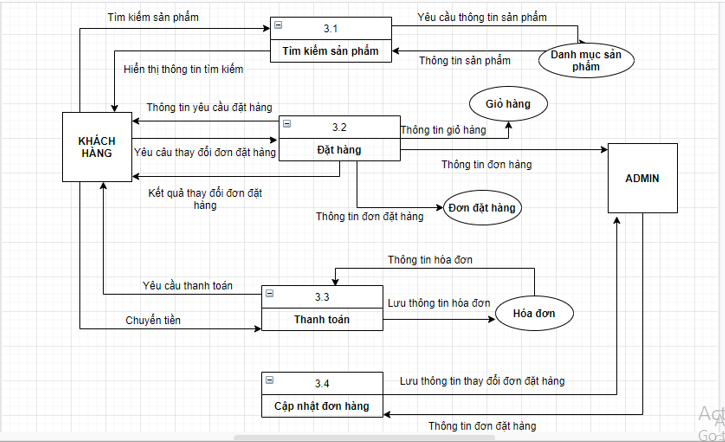 Tìm kiếm sản phẩm
3.1
Tìm kiếm sản phẩm
Yêu cầu thông tin sản phẩm
Thông tin sản phẩm
Danh mục sản
phẩm
Hiển thị thông tin tìm kiếm
Thông tin yêu cầu đặt hàng
KHÁCH
HÀNG
Yêu câu thay đổi đơn đặt hàng
3.2
Đặt hàng
Giỏ hàng
Thông tin giỏ hàng
Thông tin đơn hàng
ADMIN
Kết quả thay đổi đơn đặt
hàng
Thông tin đơn đặt hàng
Đơn đặt hàng
Thông tin hóa đơn
Yêu cầu thanh toán
3.3
Thanh toán
Lưu thông tin hóa đơn
Hóa đơn
Chuyển tiền
3.4
Cập nhật đơn hàng
Lưu thông tin thay đổi đơn đặt hàng
Thông tin đơn đặt hàng
Act
Go t